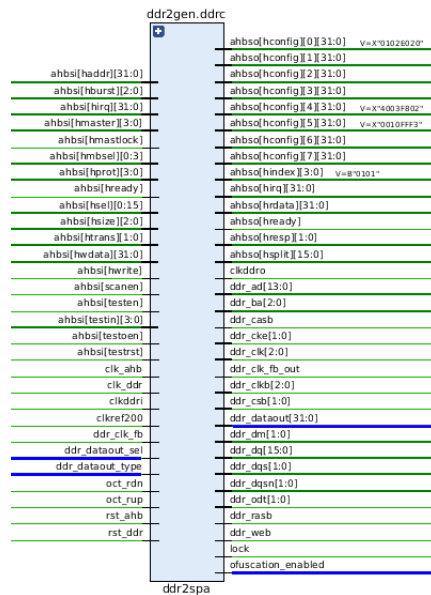 ddr2gen.ddrc
ahbsi[haddr][31:0]
ahbsi[hburst][2:0]
ahbsi[hirq][31:0]
ahbsi[hmaster][3:0]
ahbsi[hmastlock]
ahbsi[hmbsel][0:3]
ahbsi[hprot][3:0]
ahbsi[hready]
ahbsi[hsel][0:15]
ahbsi[hsize][2:0]
ahbsi[htrans][1:0]
ahbsi[hwdata][31:0]
ahbsi[hwrite]
ahbsi[scanen]
ahbsi[testen]
ahbsi[testin][3:0]
ahbsi[testoen]
ahbsi[testrst]
clk_ahb
clk_ddr
clkddri
clkref200
ddr_clk_fb
ddr_dataout_sel
ddr_dataout_type
oct_rdn
oct_rup
rst_ahb
rst_ddr
ahbso[hconfig][0][31:0] V=X"0102E020"
ahbso[hconfig][1][31:0]
ahbso[hconfig][2][31:0]
ahbso[hconfig][3][31:0]
ahbso[hconfig][4][31:0] V=X"4003F802"
ahbso[hconfig][5][31:0] V=X"0010FFF3"
ahbso[hconfig][6][31:0]
ahbso[hconfig][7][31:0]
ahbso[hindex][3:0] V=B"0101"
ahbso[hirq][31:0]
ahbso[hrdata][31:0]
ahbso[hready]
ahbso[hresp][1:0]
ahbso[hsplit][15:0]
clkddro
ddr_ad[13:0]
ddr_ba[2:0]
ddr_casb
ddr_cke[1:0]
ddr_clk[2:0]
ddr_clk_fb_out
ddr_clkb[2:0]
ddr_csb[1:0]
ddr_dataout[31:0]
ddr_dm[1:0]
ddr_dq[15:0]
ddr_dqs[1:0]
ddr_dqsn[1:0]
ddr_odt[1:0]
ddr_rasb
ddr_web
lock
ofuscation_enabled
ddr2spa